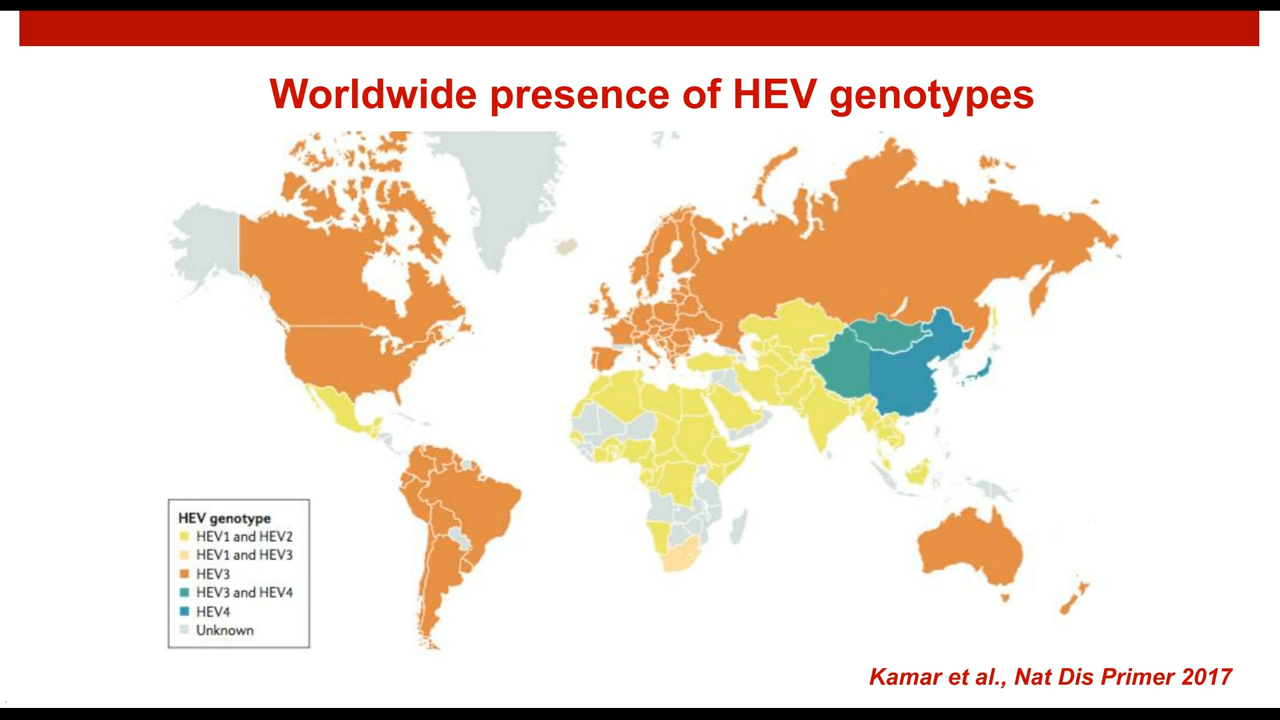 Worldwide presence of HEV genotypes
HEV genotype
HEV1 and HEV2
HEV1 and HEV3
HEV3
HEV3 and HEV4
HEV4
Unknown
Kamar et al., Nat Dis Primer 2017